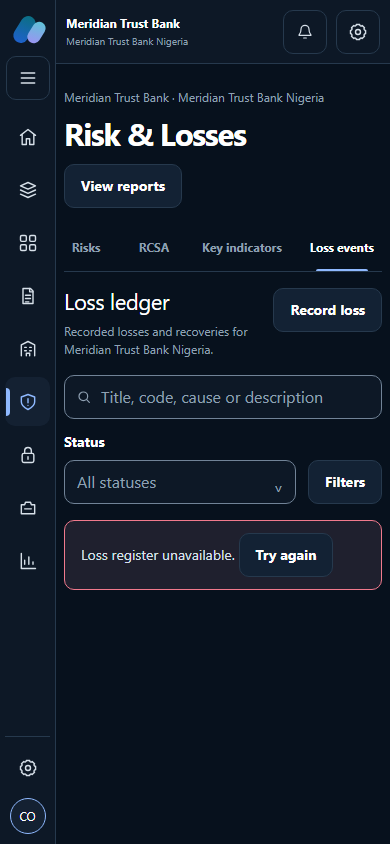 Meridian Trust Bank
Meridian Trust Bank Nigeria
Meridian Trust Bank · Meridian Trust Bank Nigeria
Risk & Losses
View reports
Risks RCSA Key indicators Loss events
Loss ledger
Record loss
Recorded losses and recoveries for
Meridian Trust Bank Nigeria.
Title, code, cause or description
Status
All statuses
Filters
Loss register unavailable. Try again
CO